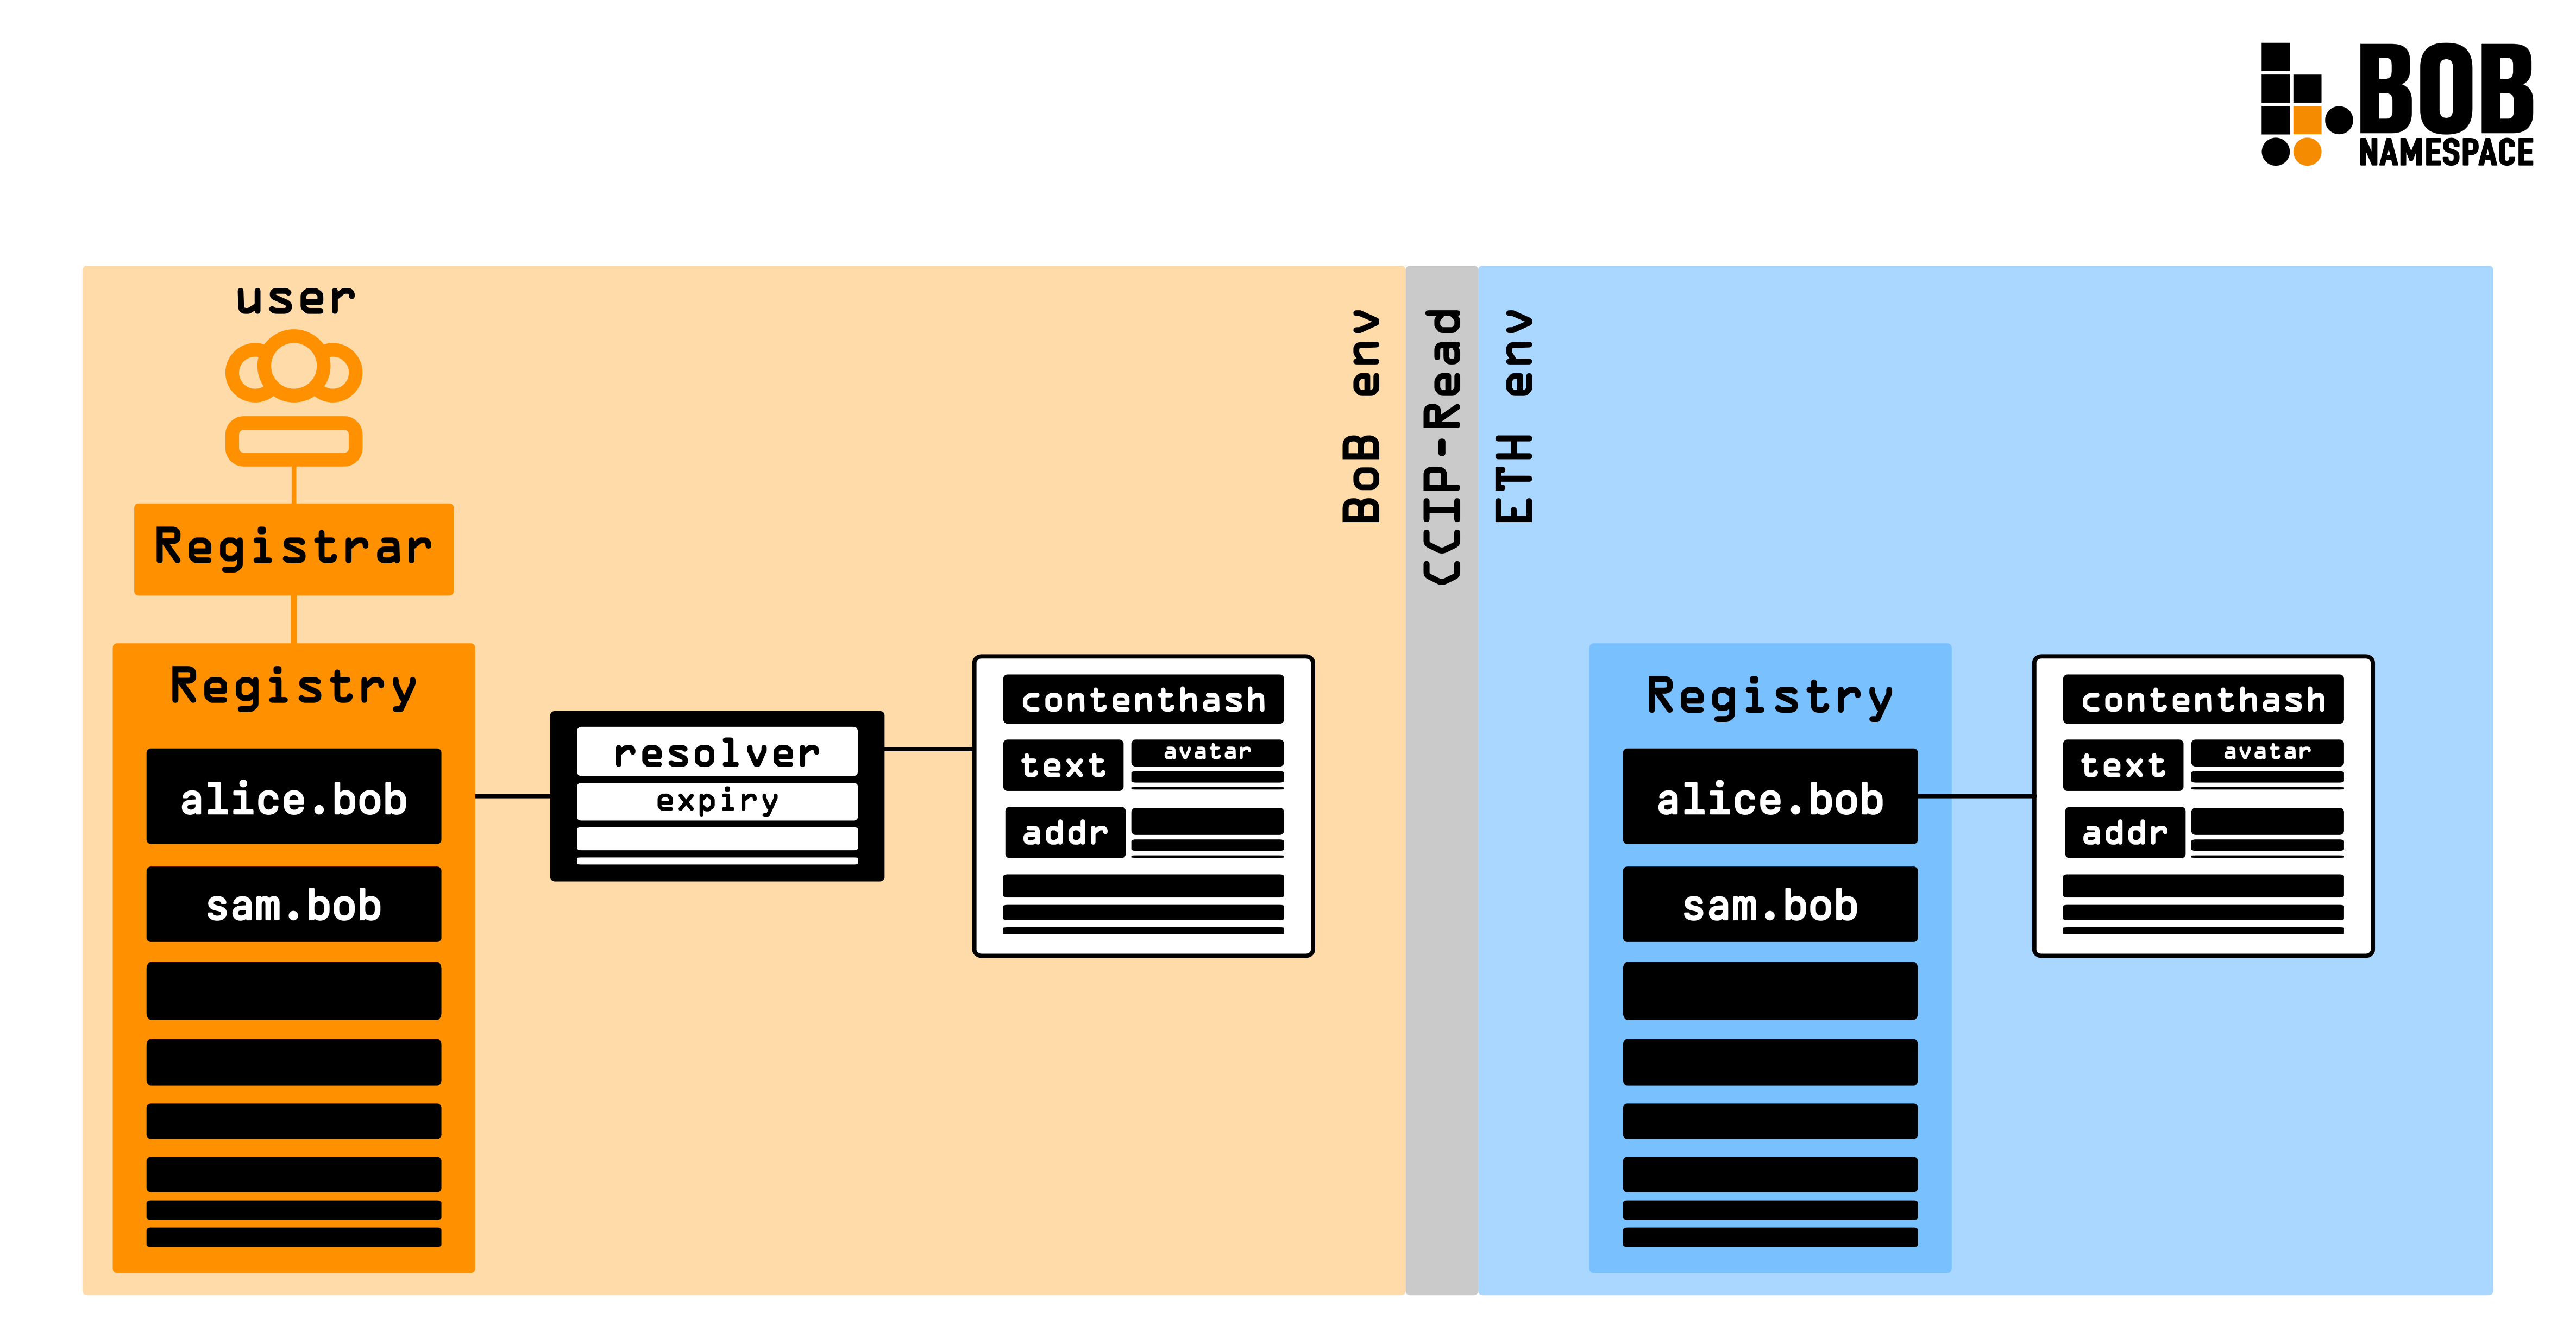 .BOB
NAMESPACE
user
Registrar
Registry
alice.bob
sam.bob
resolver
expiry
contenthash
text
avatar
addr
BoB env
CCIP-Read
ETH env
Registry
alice.bob
sam.bob
contenthash
text
avatar
addr